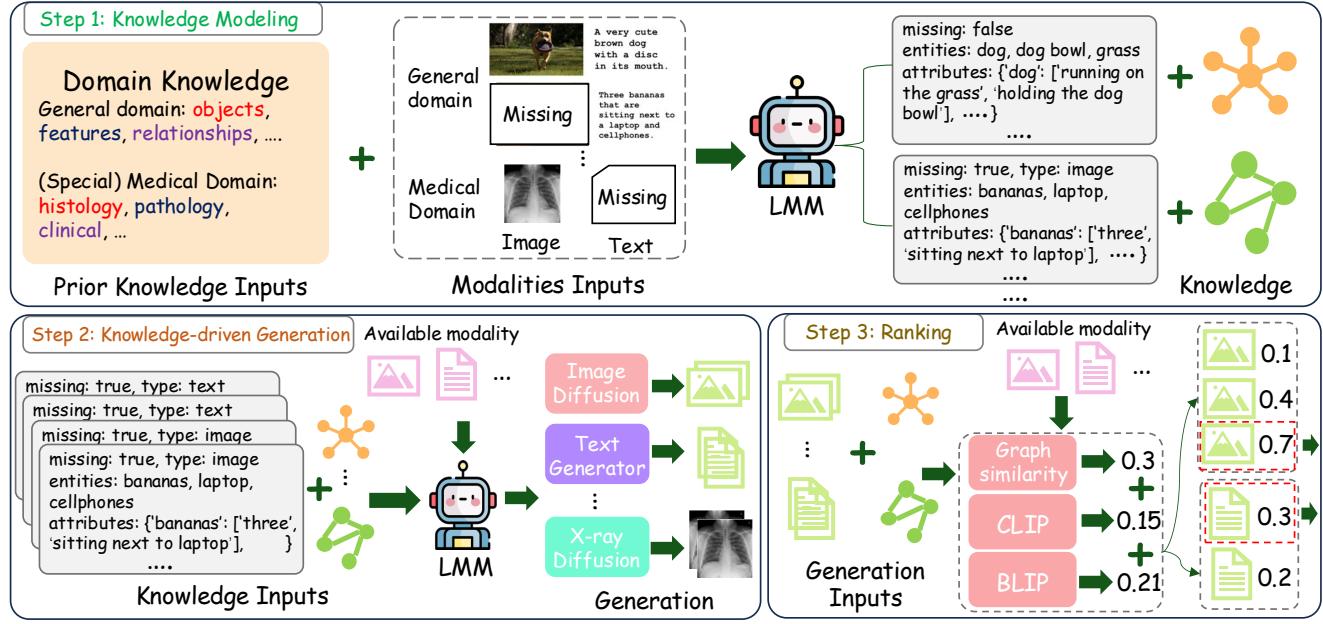 Step 1: Knowledge Modeling
Domain Knowledge
General domain: objects,
features, relationships, ....
(Special) Medical Domain:
histology, pathology,
clinical, ...
Prior Knowledge Inputs
General
domain
A very cute
brown dog
with a disc
in its mouth.
Missing
Three bananas
that are
sitting next to
a laptop and
cellphones.
Medical
Domain
Missing
Image
Text
Modalities Inputs
LMM
missing: false
entities: dog, dog bowl, grass
attributes: {'dog': ['running on
the grass', 'holding the dog
bowl'], ....}
....
missing: true, type: image
entities: bananas, laptop,
cellphones
attributes: {'bananas': ['three',
'sitting next to laptop'], ....}
....
....
Knowledge
Step 2: Knowledge-driven Generation
Available modality
...
missing: true, type: text
missing: true, type: text
missing: true, type: image
missing: true, type: image
entities: bananas, laptop,
cellphones
attributes: {'bananas': ['three',
'sitting next to laptop'], }
....
Knowledge Inputs
LMM
Image
Diffusion
Text
Generator
X-ray
Diffusion
Generation
Step 3: Ranking
Available modality
...
Generation
Inputs
Graph
similarity
0.3
CLIP
0.15
BLIP
0.21
0.1
0.4
0.7
0.3
0.2